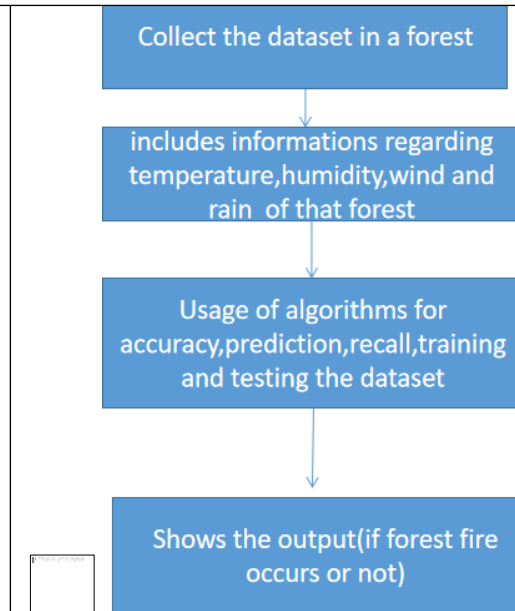 Collect the dataset in a forest
includes informations regarding
temperature,humidity,wind and
rain of that forest
Usage of algorithms for
accuracy,prediction,recall,training
and testing the dataset
Shows the output(if forest fire
occurs or not)